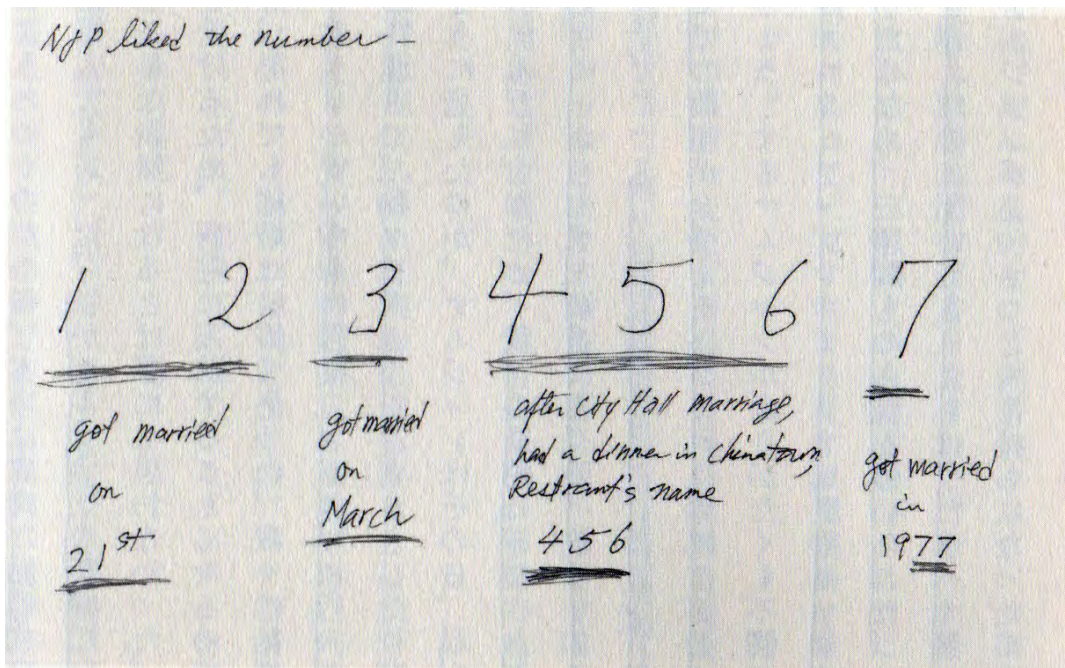 NJP liked the number –
1 2 3 4 5 6 7
got married
on
21st
got married
on
March
after City Hall marriage,
had a dinner in chinatown,
Restrant's name
456
got married
in
1977